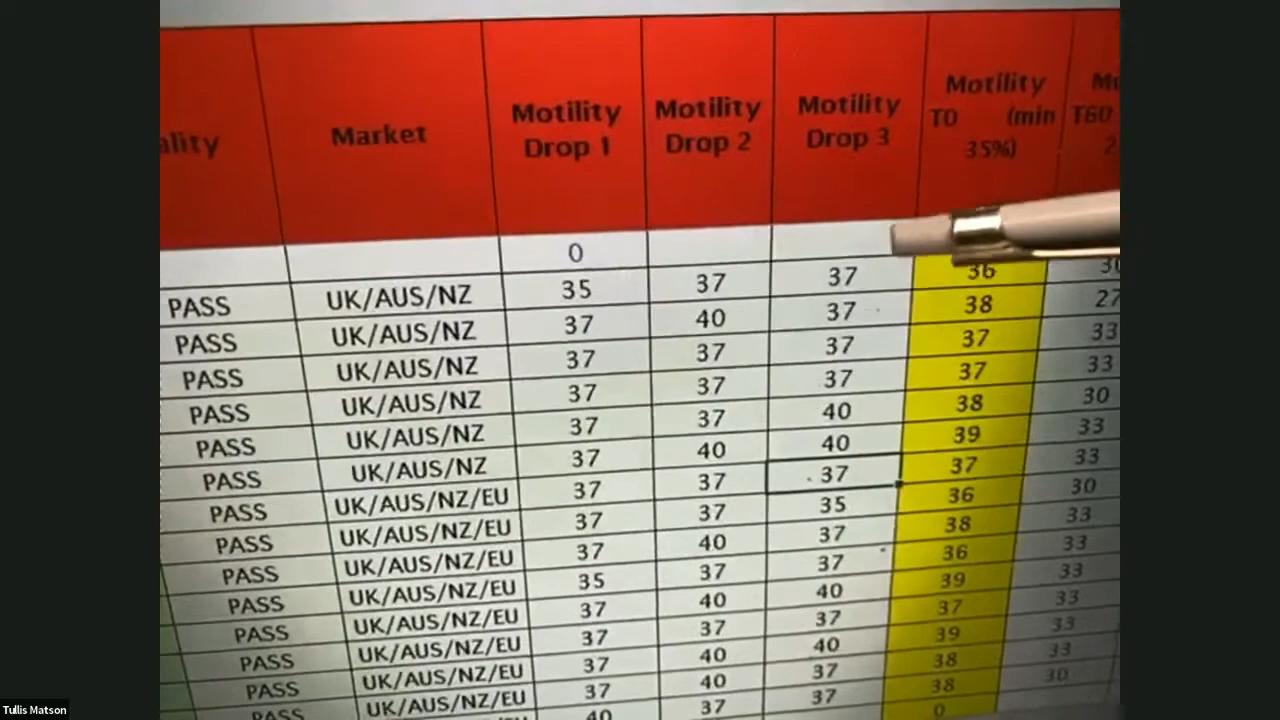 ality Market Motility Drop 1 Motility Drop 2 Motility Drop 3 Motility T0 (min 35%) T60 2
0
PASS UK/AUS/NZ 35 37 37 36 30
PASS UK/AUS/NZ 37 40 37 38 27
PASS UK/AUS/NZ 37 37 37 37 33
PASS UK/AUS/NZ 37 37 37 37 33
PASS UK/AUS/NZ 37 37 40 38 30
PASS UK/AUS/NZ 37 40 40 39 33
PASS UK/AUS/NZ/EU 37 37 37 37 33
PASS UK/AUS/NZ/EU 37 37 35 36 30
PASS UK/AUS/NZ/EU 37 40 37 38 33
PASS UK/AUS/NZ/EU 35 37 37 36 33
PASS UK/AUS/NZ/EU 37 40 40 39 33
PASS UK/AUS/NZ/EU 37 37 37 37 33
PASS UK/AUS/NZ/EU 37 40 40 39 33
PASS UK/AUS/NZ/EU 37 40 37 38 33
40 37 37 38 30
0
Tullis Matson